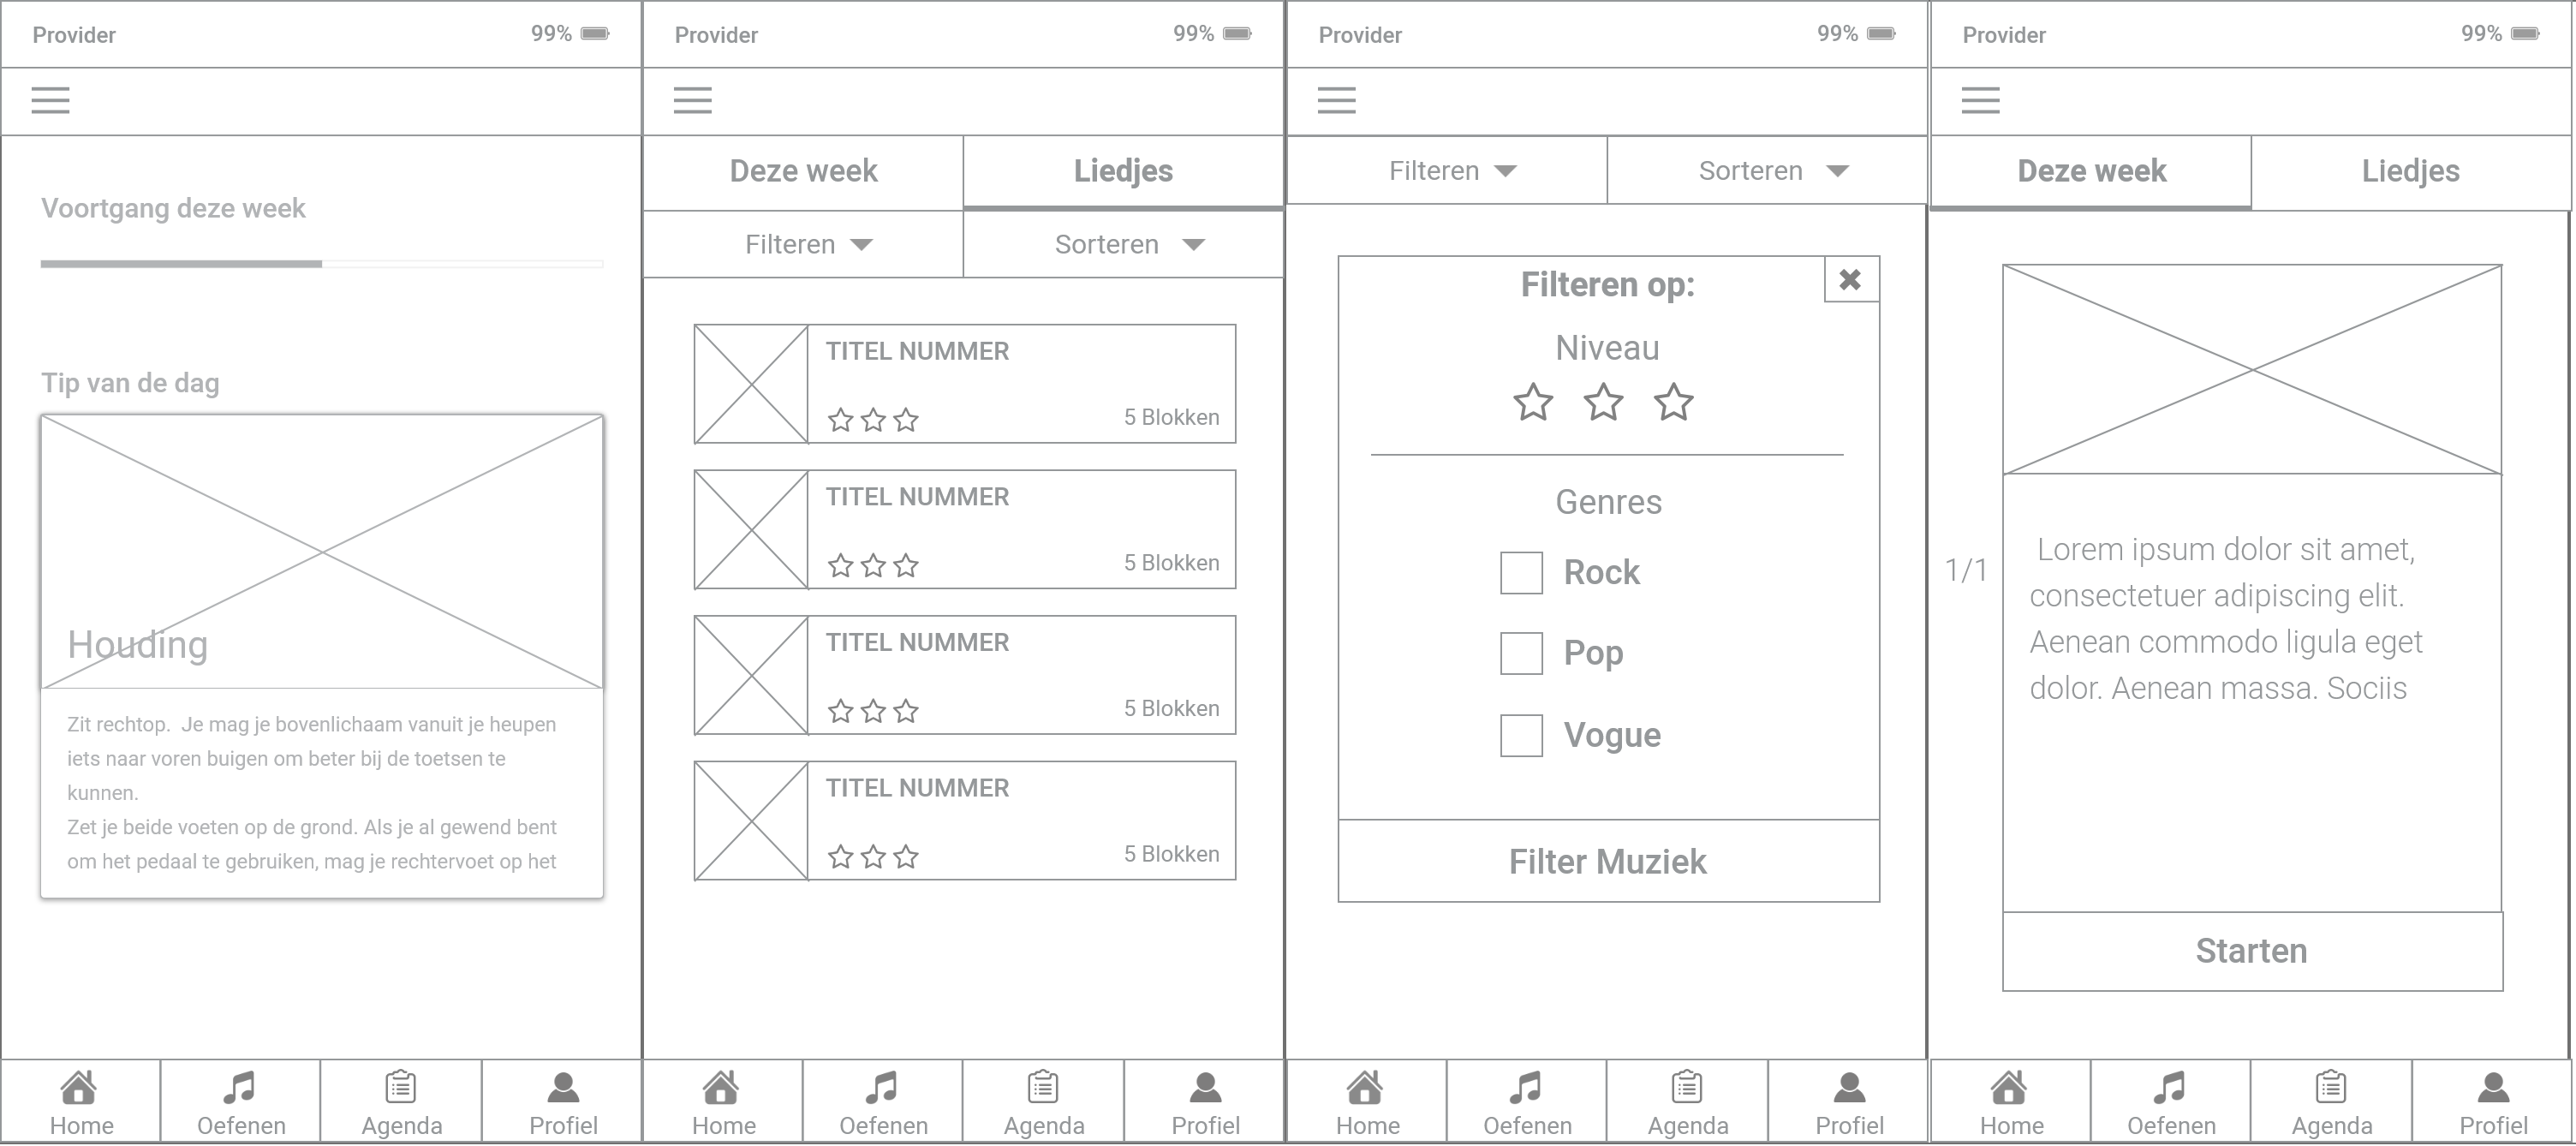 Provider 99%
Voortgang deze week
Tip van de dag
Houding
Zit rechtop.  Je mag je bovenlichaam vanuit je heupen
iets naar voren buigen om beter bij de toetsen te
kunnen.
Zet je beide voeten op de grond. Als je al gewend bent
om het pedaal te gebruiken, mag je rechtervoet op het
Home Oefenen Agenda Profiel
Provider 99%
Deze week Liedjes
Filteren Sorteren
TITEL NUMMER
5 Blokken
TITEL NUMMER
5 Blokken
TITEL NUMMER
5 Blokken
TITEL NUMMER
5 Blokken
Home Oefenen Agenda Profiel
Provider 99%
Filteren Sorteren
Filteren op:
Niveau
Genres
Rock
Pop
Vogue
Filter Muziek
Home Oefenen Agenda Profiel
Provider 99%
Deze week Liedjes
1/1
Lorem ipsum dolor sit amet,
consectetuer adipiscing elit.
Aenean commodo ligula eget
dolor. Aenean massa. Sociis
Starten
Home Oefenen Agenda Profiel